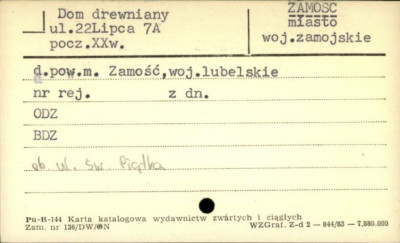 Dom drewniany
ul.22Lipca 7A
pocz.XXw.
ZAMOŚĆ
miasto
woj.zamojskie
d.pow.m. Zamość,woj.lubelskie
nr rej. z dn.
ODZ
BDZ
ob. ul. Św. Piątka
Pu-B-144 Karta katalogowa wydawnictw zwartych i ciągłych
Zam. nr 136/DW/ON WZGraf. Z-d 2 — 844/83 — 7,880.000